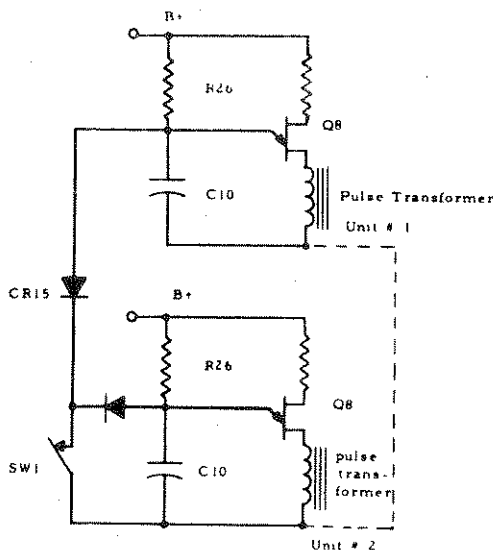 B+
R26
Q8
C10
Pulse Transformer
Unit # 1
CR15
B+
R26
Q8
SW1
C10
pulse
trans-
former
Unit # 2